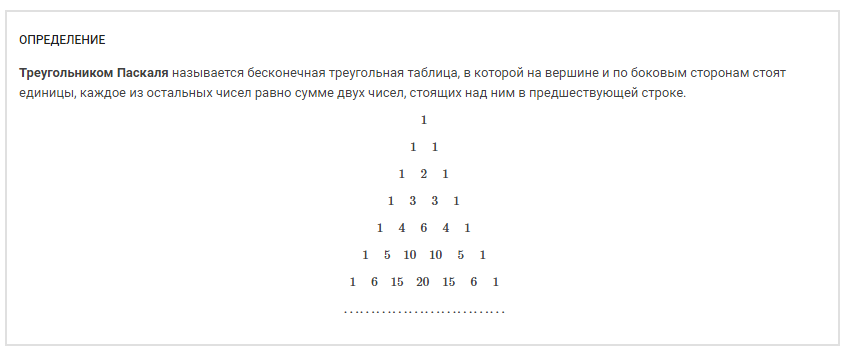 ОПРЕДЕЛЕНИЕ
Треугольником Паскаля называется бесконечная треугольная таблица, в которой на вершине и по боковым сторонам стоят
единицы, каждое из остальных чисел равно сумме двух чисел, стоящих над ним в предшествующей строке.
1
1 1
1 2 1
1 3 3 1
1 4 6 4 1
1 5 10 10 5 1
1 6 15 20 15 6 1
..............................